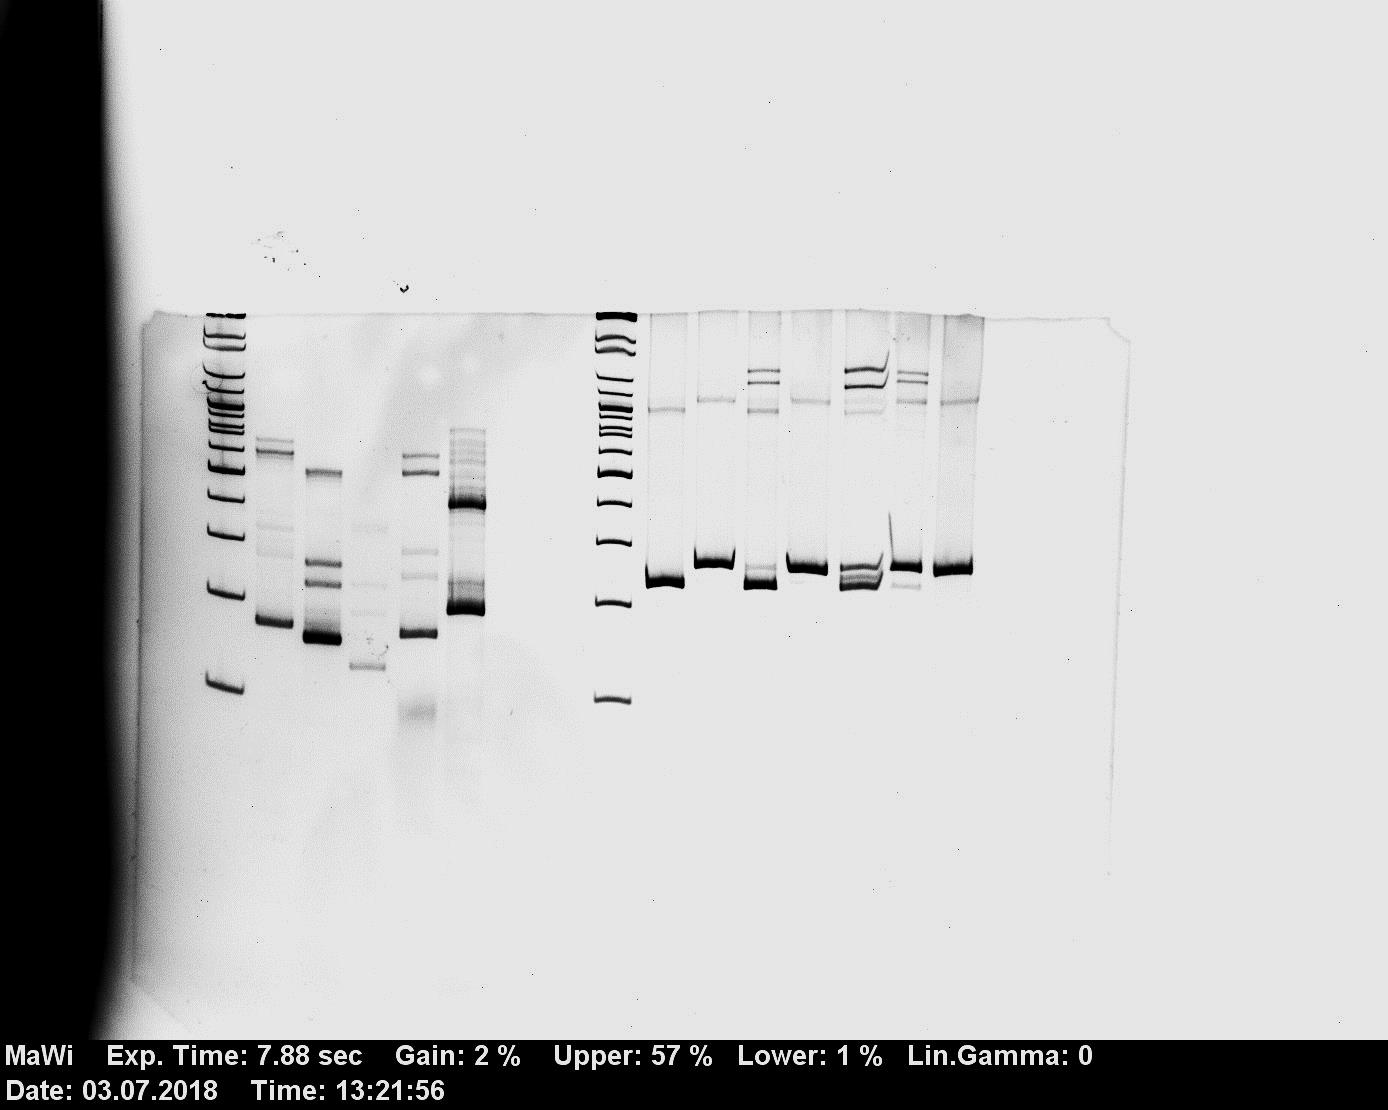 MaWi Exp. Time: 7.88 sec Gain: 2 % Upper: 57 % Lower: 1 % Lin.Gamma: 0
Date: 03.07.2018 Time: 13:21:56